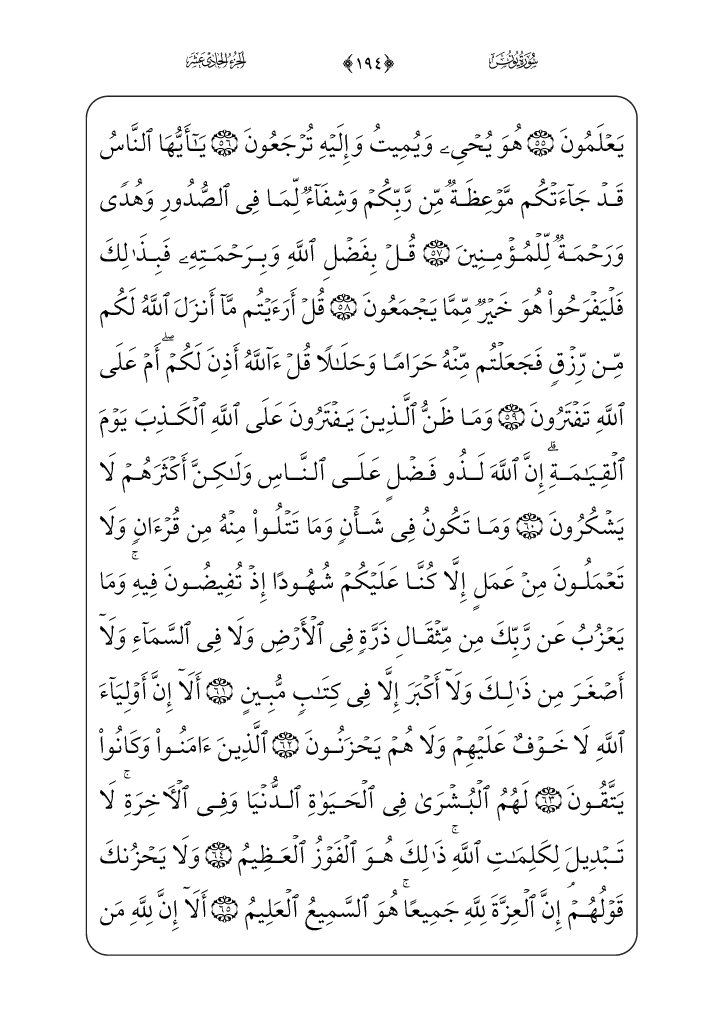 سُورَةُ يُونُسَ ﴿١٩٤﴾ الجُزْءُ الحَادِي عَشَرَ
يَعۡلَمُونَ ٥٥ هُوَ يُحۡيِۦ وَيُمِيتُ وَإِلَيۡهِ تُرۡجَعُونَ ٥٦ يَـٰٓأَيُّهَا ٱلنَّاسُ
قَدۡ جَآءَتۡكُم مَّوۡعِظَةٞ مِّن رَّبِّكُمۡ وَشِفَآءٞ لِّمَا فِي ٱلصُّدُورِ وَهُدٗى
وَرَحۡمَةٞ لِّلۡمُؤۡمِنِينَ ٥٧ قُلۡ بِفَضۡلِ ٱللَّهِ وَبِرَحۡمَتِهِۦ فَبِذَٰلِكَ
فَلۡيَفۡرَحُواْ هُوَ خَيۡرٞ مِّمَّا يَجۡمَعُونَ ٥٨ قُلۡ أَرَءَيۡتُم مَّآ أَنزَلَ ٱللَّهُ لَكُم
مِّن رِّزۡقٖ فَجَعَلۡتُم مِّنۡهُ حَرَامٗا وَحَلَٰلٗا قُلۡ ءَآللَّهُ أَذِنَ لَكُمۡۖ أَمۡ عَلَى
ٱللَّهِ تَفۡتَرُونَ ٥٩ وَمَا ظَنُّ ٱلَّذِينَ يَفۡتَرُونَ عَلَى ٱللَّهِ ٱلۡكَذِبَ يَوۡمَ
ٱلۡقِيَٰمَةِۗ إِنَّ ٱللَّهَ لَذُو فَضۡلٍ عَلَى ٱلنَّاسِ وَلَٰكِنَّ أَكۡثَرَهُمۡ لَا
يَشۡكُرُونَ ٦٠ وَمَا تَكُونُ فِي شَأۡنٖ وَمَا تَتۡلُواْ مِنۡهُ مِن قُرۡءَانٖ وَلَا
تَعۡمَلُونَ مِنۡ عَمَلٍ إِلَّا كُنَّا عَلَيۡكُمۡ شُهُودًا إِذۡ تُفِيضُونَ فِيهِۚ وَمَا
يَعۡزُبُ عَن رَّبِّكَ مِن مِّثۡقَالِ ذَرَّةٖ فِي ٱلۡأَرۡضِ وَلَا فِي ٱلسَّمَآءِ وَلَآ
أَصۡغَرَ مِن ذَٰلِكَ وَلَآ أَكۡبَرَ إِلَّا فِي كِتَٰبٖ مُّبِينٍ ٦١ أَلَآ إِنَّ أَوۡلِيَآءَ
ٱللَّهِ لَا خَوۡفٌ عَلَيۡهِمۡ وَلَا هُمۡ يَحۡزَنُونَ ٦٢ ٱلَّذِينَ ءَامَنُواْ وَكَانُواْ
يَتَّقُونَ ٦٣ لَهُمُ ٱلۡبُشۡرَىٰ فِي ٱلۡحَيَوٰةِ ٱلدُّنۡيَا وَفِي ٱلۡأٓخِرَةِۚ لَا
تَبۡدِيلَ لِكَلِمَٰتِ ٱللَّهِۚ ذَٰلِكَ هُوَ ٱلۡفَوۡزُ ٱلۡعَظِيمُ ٦٤ وَلَا يَحۡزُنكَ
قَوۡلُهُمۡۘ إِنَّ ٱلۡعِزَّةَ لِلَّهِ جَمِيعًاۚ هُوَ ٱلسَّمِيعُ ٱلۡعَلِيمُ ٦٥ أَلَآ إِنَّ لِلَّهِ مَن